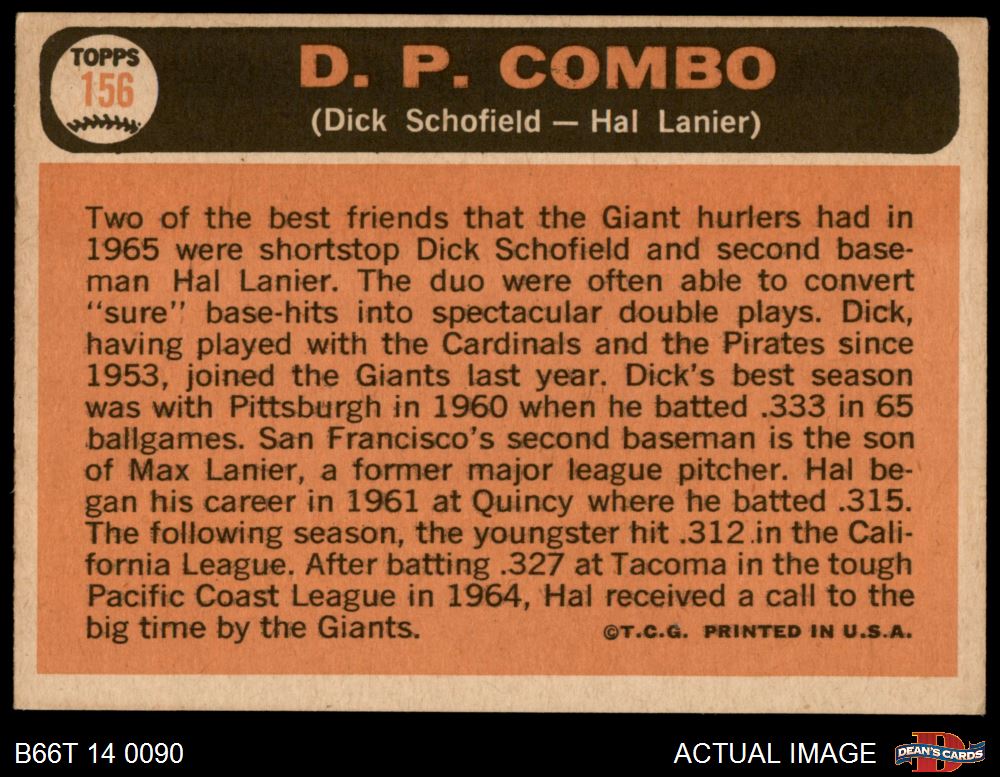 TOPPS
156
D. P. COMBO
(Dick Schofield — Hal Lanier)
Two of the best friends that the Giant hurlers had in
1965 were shortstop Dick Schofield and second base-
man Hal Lanier. The duo were often able to convert
"sure" base-hits into spectacular double plays. Dick,
having played with the Cardinals and the Pirates since
1953, joined the Giants last year. Dick's best season
was with Pittsburgh in 1960 when he batted .333 in 65
ballgames. San Francisco's second baseman is the son
of Max Lanier, a former major league pitcher. Hal be-
gan his career in 1961 at Quincy where he batted .315.
The following season, the youngster hit .312 in the Cali-
fornia League. After batting .327 at Tacoma in the tough
Pacific Coast League in 1964, Hal received a call to the
big time by the Giants.
©T.C.G. PRINTED IN U.S.A.
B66T 14 0090
ACTUAL IMAGE
D
DEAN'S CARDS